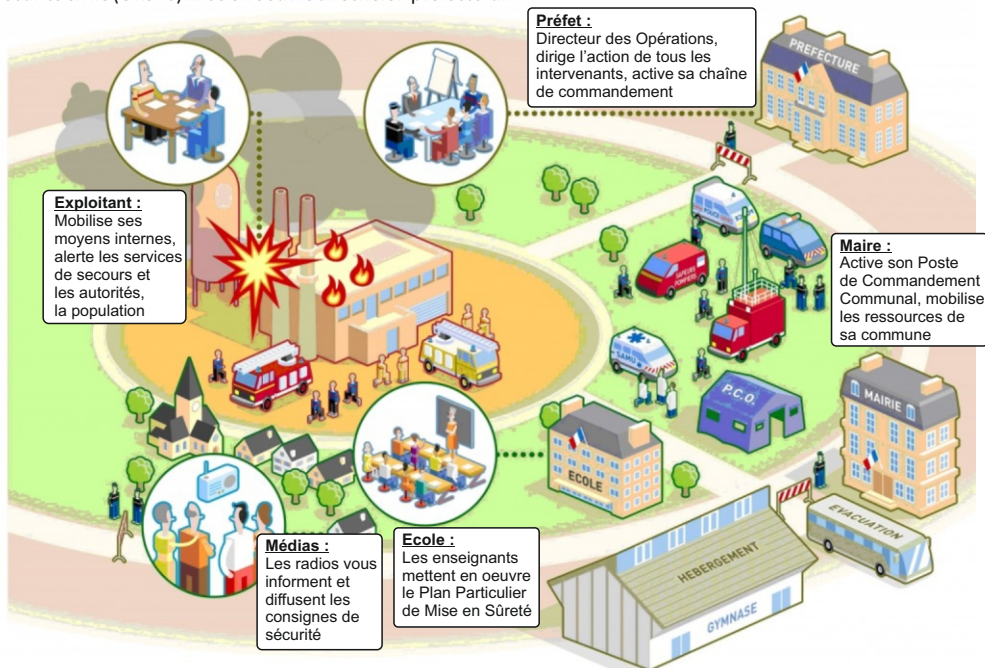 Préfet :
Directeur des Opérations,
dirige l'action de tous les
intervenants, active sa chaîne
de commandement
PREFECTURE
Exploitant :
Mobilise ses
moyens internes,
alerte les services
de secours et
les autorités,
la population
POLICE
SAPEURS
POMPIERS
Maire :
Active son Poste
de Commandement
Communal, mobilise
les ressources de
sa commune
SAMU
P.C.O.
MAIRIE
ECOLE
EVACUATION
HEBERGEMENT
GYMNASE
Médias :
Les radios vous
informent et
diffusent les
consignes de
sécurité
Ecole :
Les enseignants
mettent en oeuvre
le Plan Particulier
de Mise en Sûreté